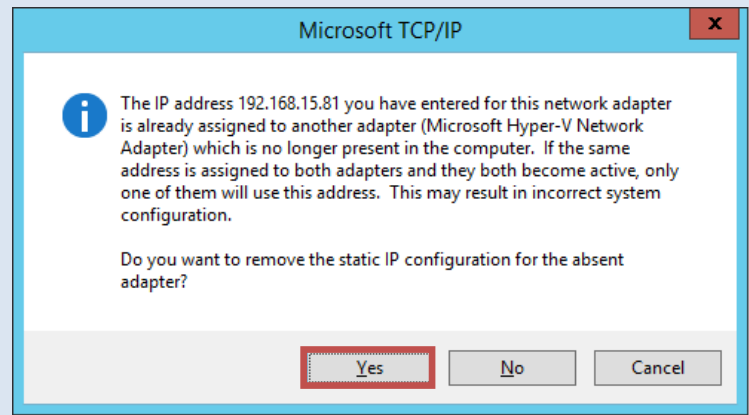 Microsoft TCP/IP
x
The IP address 192.168.15.81 you have entered for this network adapter
is already assigned to another adapter (Microsoft Hyper-V Network
Adapter) which is no longer present in the computer.  If the same
address is assigned to both adapters and they both become active, only
one of them will use this address.  This may result in incorrect system
configuration.
Do you want to remove the static IP configuration for the absent
adapter?
Yes No Cancel